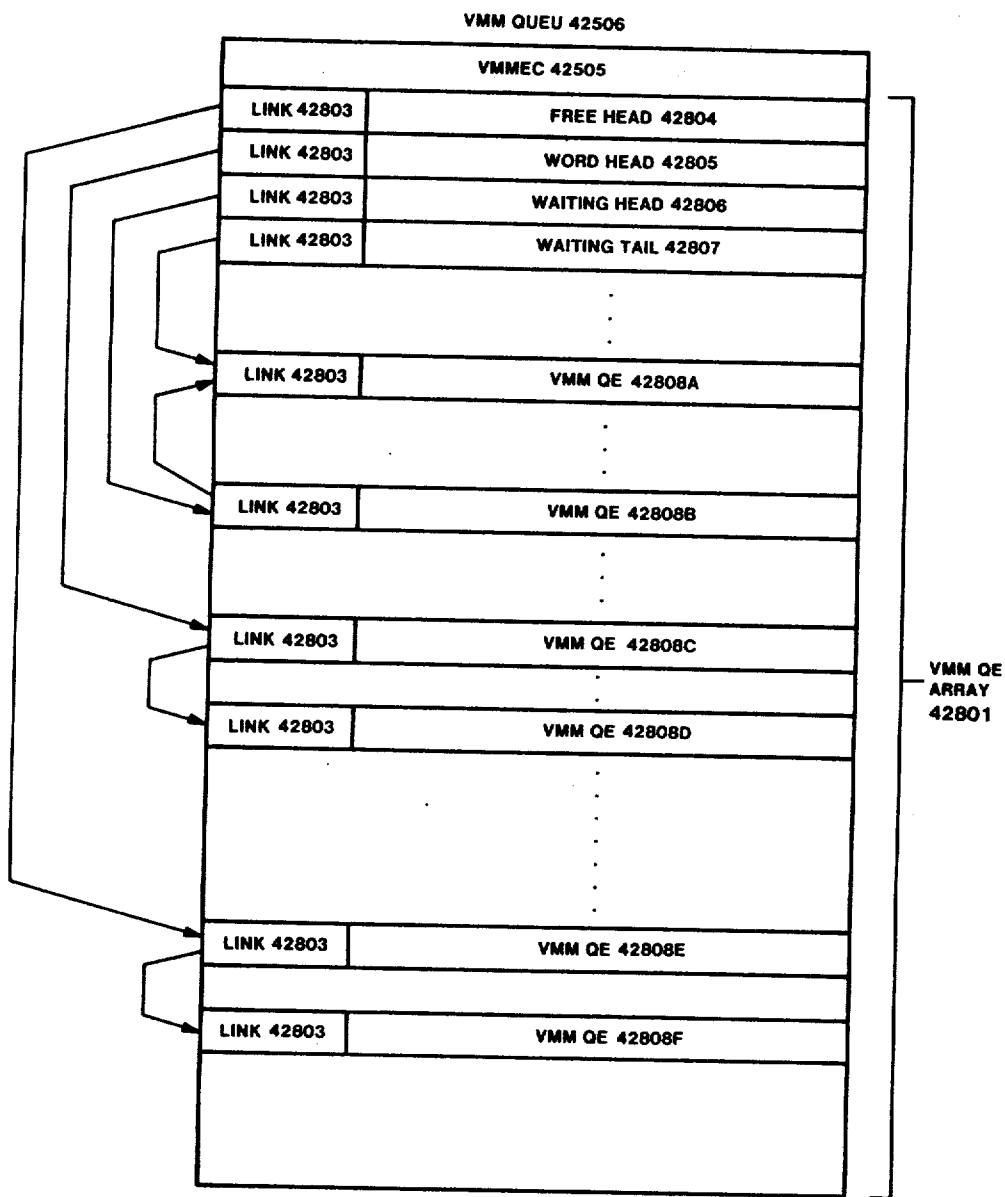 VMM QUEU 42506
VMMEC 42505
LINK 42803 FREE HEAD 42804
LINK 42803 WORD HEAD 42805
LINK 42803 WAITING HEAD 42806
LINK 42803 WAITING TAIL 42807
LINK 42803 VMM QE 42808A
LINK 42803 VMM QE 42808B
LINK 42803 VMM QE 42808C
LINK 42803 VMM QE 42808D
VMM QE
ARRAY
42801
LINK 42803 VMM QE 42808E
LINK 42803 VMM QE 42808F